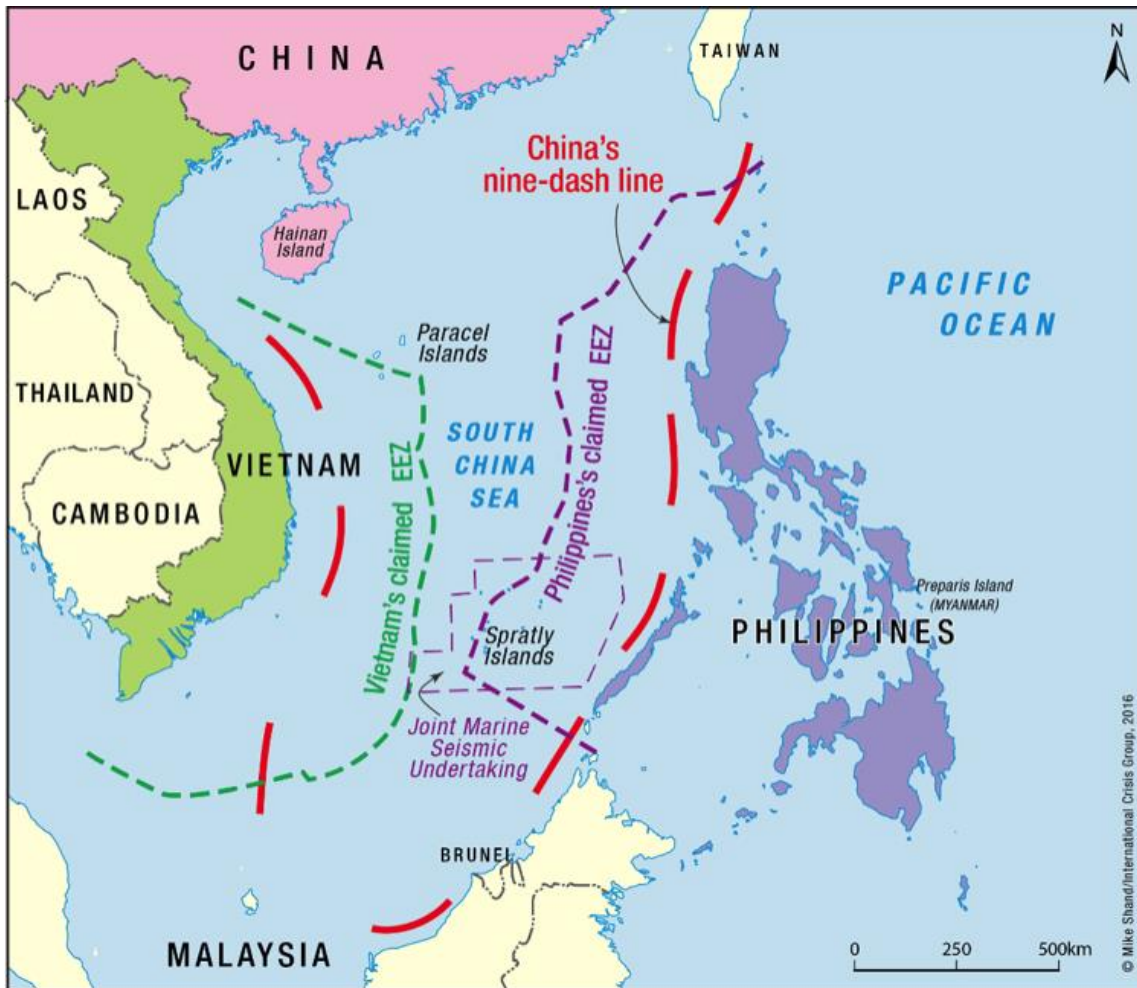 CHINA
TAIWAN
N
China's
nine-dash line
LAOS
Hainan
Island
PACIFIC
OCEAN
Paracel
Islands
THAILAND
VIETNAM
SOUTH
CHINA
SEA
Vietnam's claimed EEZ
Philippines's claimed EEZ
CAMBODIA
Preparis Island
(MYANMAR)
PHILIPPINES
Spratly
Islands
Joint Marine
Seismic
Undertaking
BRUNEI
MALAYSIA
0 250 500km
© Mike Shand/International Crisis Group, 2016